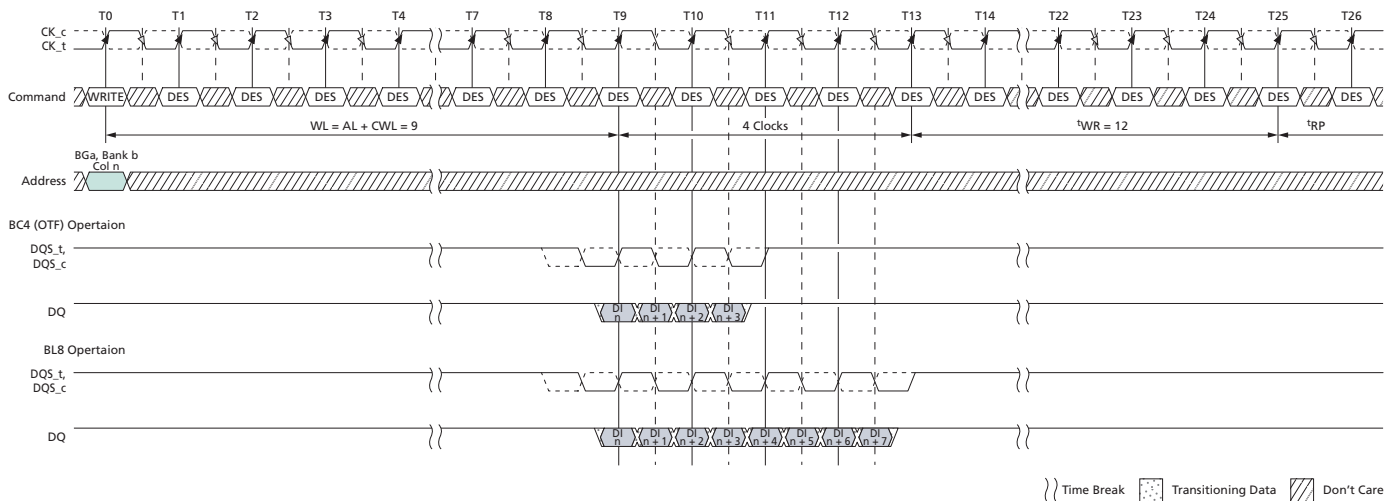 T0 T1 T2 T3 T4 T7 T8 T9 T10 T11 T12 T13 T14 T22 T23 T24 T25 T26
CK_c
CK_t
Command WRITE DES DES DES DES DES DES DES DES DES DES DES DES DES DES DES DES DES
WL = AL + CWL = 9 4 Clocks tWR = 12 tRP
BGa, Bank b
Col n
Address
BC4 (OTF) Opertaion
DQS_t,
DQS_c
DQ DI n DI n + 1 DI n + 2 DI n + 3
BL8 Opertaion
DQS_t,
DQS_c
DQ DI n DI n + 1 DI n + 2 DI n + 3 DI n + 4 DI n + 5 DI n + 6 DI n + 7
Time Break Transitioning Data Don't Care